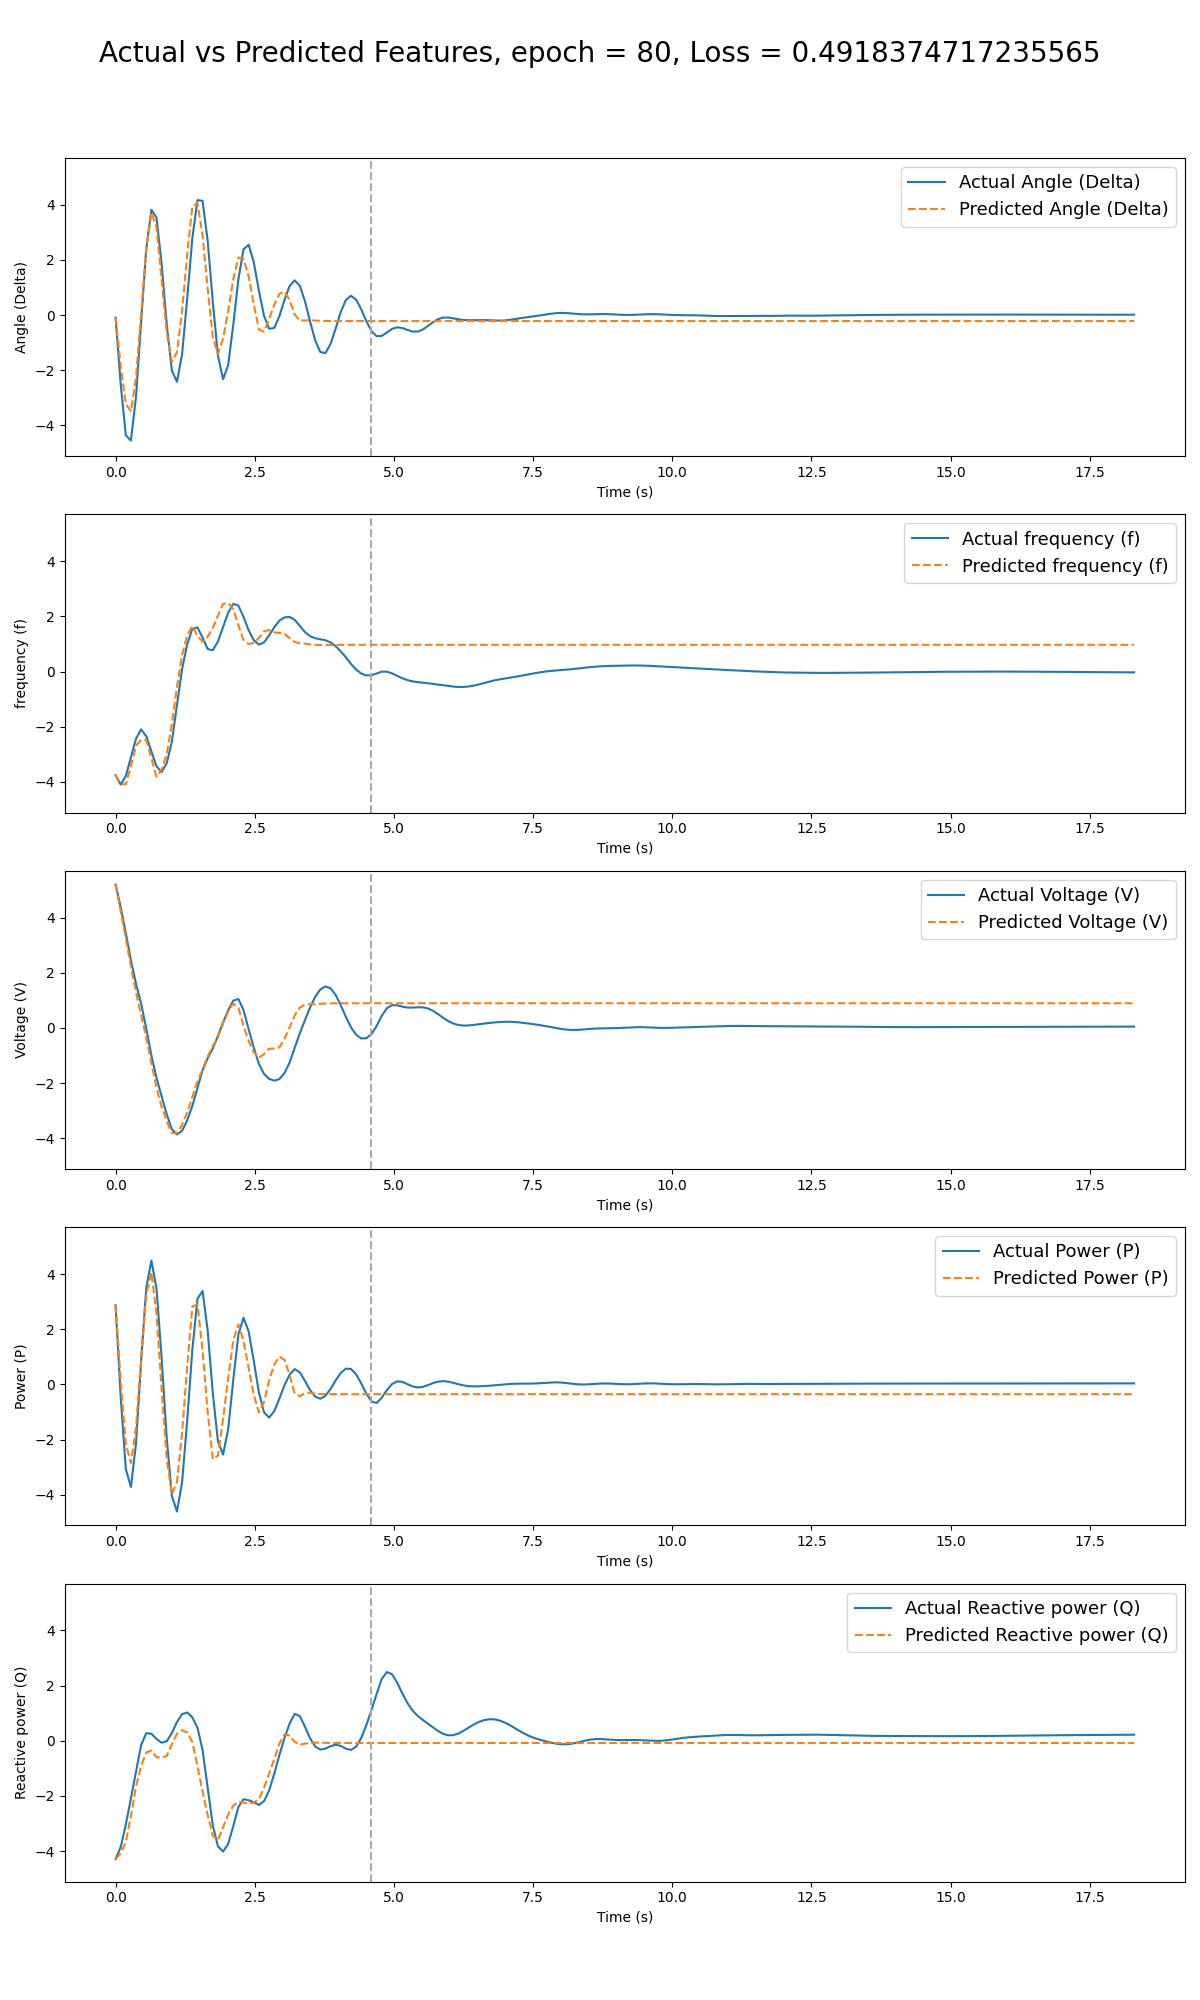 Actual vs Predicted Features, epoch = 80, Loss = 0.4918374717235565
Actual Angle (Delta)
Predicted Angle (Delta)
Angle (Delta)
4
2
0
−2
−4
0.0 2.5 5.0 7.5 10.0 12.5 15.0 17.5
Time (s)
Actual frequency (f)
Predicted frequency (f)
frequency (f)
4
2
0
−2
−4
0.0 2.5 5.0 7.5 10.0 12.5 15.0 17.5
Time (s)
Actual Voltage (V)
Predicted Voltage (V)
Voltage (V)
4
2
0
−2
−4
0.0 2.5 5.0 7.5 10.0 12.5 15.0 17.5
Time (s)
Actual Power (P)
Predicted Power (P)
Power (P)
4
2
0
−2
−4
0.0 2.5 5.0 7.5 10.0 12.5 15.0 17.5
Time (s)
Actual Reactive power (Q)
Predicted Reactive power (Q)
Reactive power (Q)
4
2
0
−2
−4
0.0 2.5 5.0 7.5 10.0 12.5 15.0 17.5
Time (s)